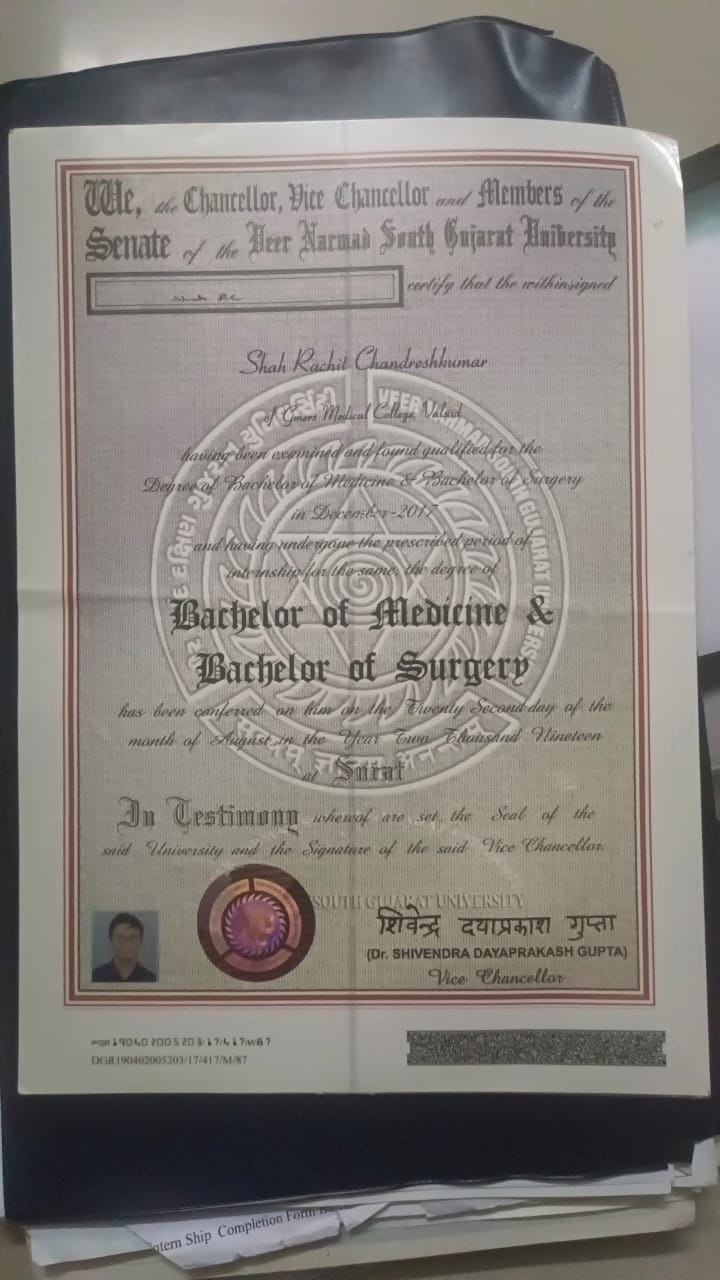 We, the Chancellor, Vice Chancellor and Members of the
Senate of the Veer Narmad South Gujarat University
Shah R.C
certify that the withinsigned
Shah Rachit Chandreshkumar
of Gmers Medical College, Valsad
having been examined and found qualified for the
Degree of Bachelor of Medicine & Bachelor of Surgery
in December-2017
and having undergone the prescribed period of
internship for the same, the degree of
Bachelor of Medicine &
Bachelor of Surgery
has been conferred on him on the Twenty Second day of the
month of August in the Year Two Thousand Nineteen
at Surat
In Testimony whereof are set the Seal of the
said University and the Signature of the said Vice Chancellor.
SOUTH GUJARAT UNIVERSITY
शिवेन्द्र दयाप्रकाश गुप्ता
(Dr. SHIVENDRA DAYAPRAKASH GUPTA)
Vice Chancellor
VEER NARMAD SOUTH GUJARAT
DGR190402005203/17/417/M/87
DGR190402005203/17/417/M/87
Ship Completion Form